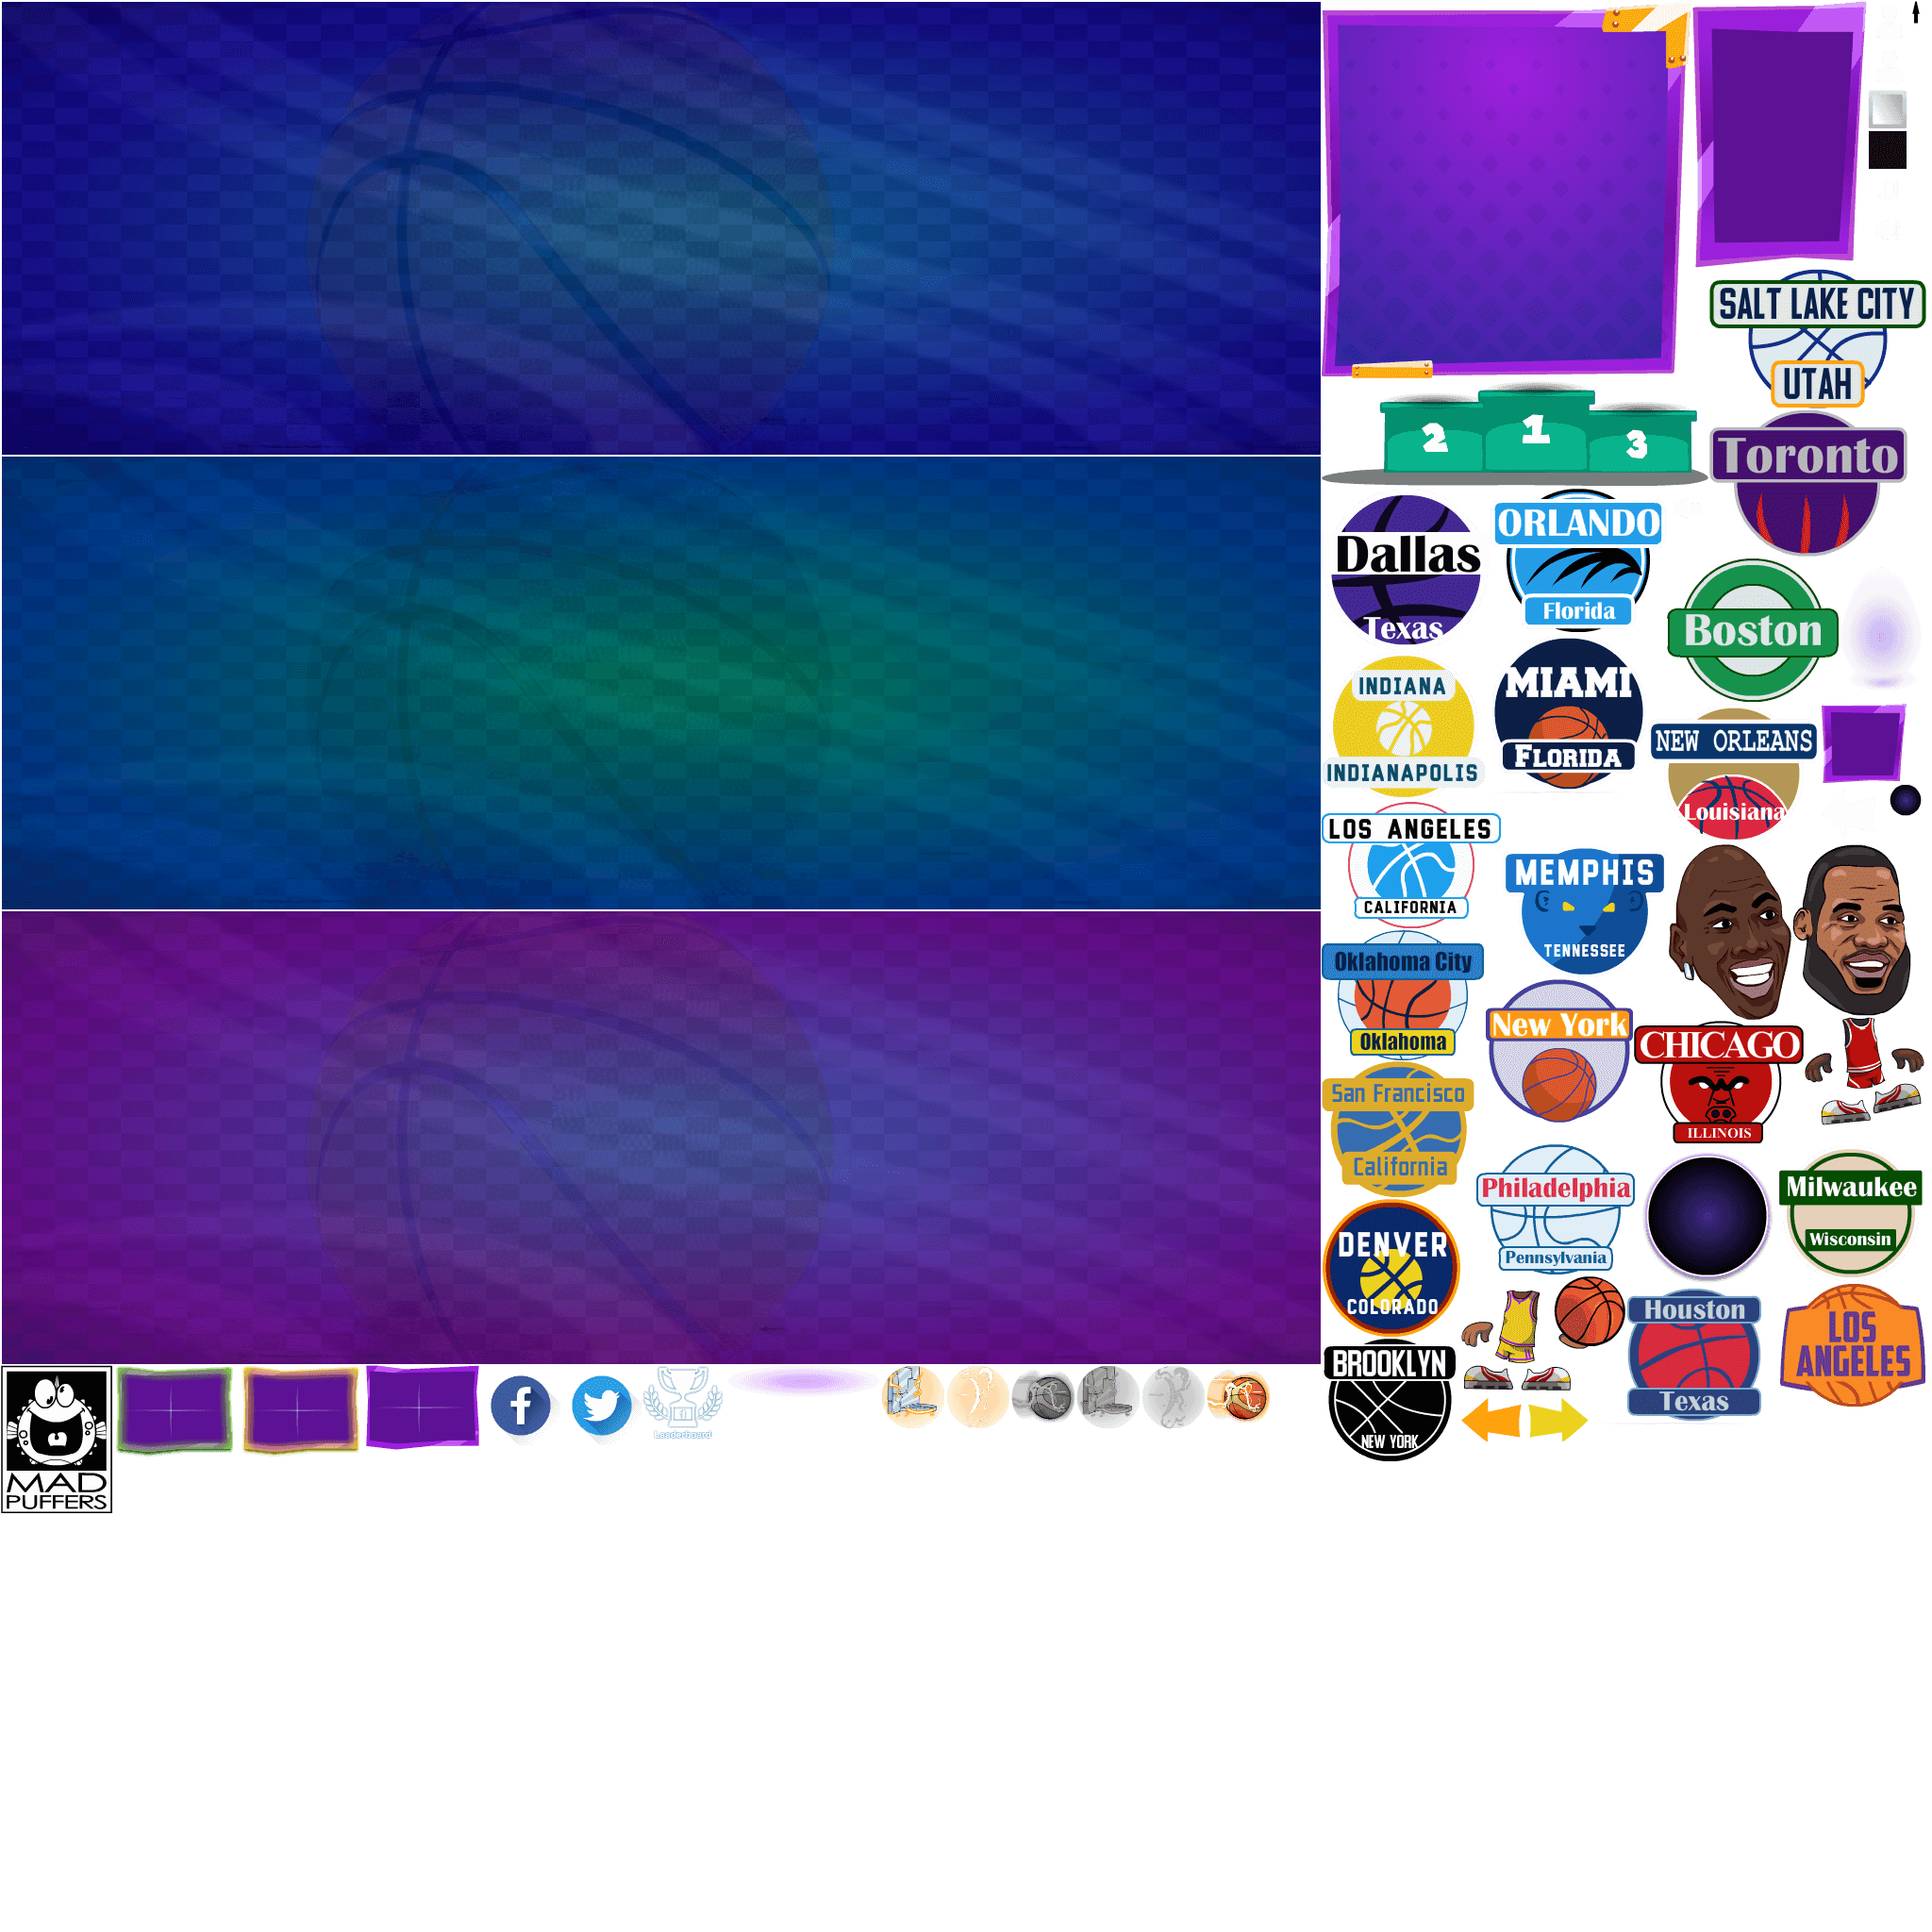 SALT LAKE CITY
UTAH
2
1
3
Toronto
Dallas
Texas
ORLANDO
Florida
Boston
INDIANA
INDIANAPOLIS
MIAMI
FLORIDA
NEW ORLEANS
Louisiana
LOS ANGELES
CALIFORNIA
MEMPHIS
TENNESSEE
Oklahoma City
Oklahoma
New York
CHICAGO
ILLINOIS
San Francisco
California
Philadelphia
Pennsylvania
Milwaukee
Wisconsin
DENVER
COLORADO
Houston
Texas
LOS
ANGELES
BROOKLYN
NEW YORK
MAD
PUFFERS
f
1
Leaderboard